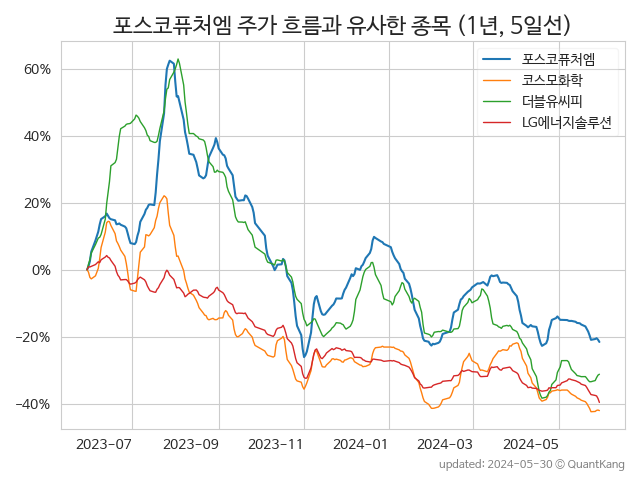 포스코퓨처엠 주가 흐름과 유사한 종목 (1년, 5일선)
포스코퓨처엠
코스모화학
더블유씨피
LG에너지솔루션
60%
40%
20%
0%
−20%
−40%
2023-07 2023-09 2023-11 2024-01 2024-03 2024-05
updated: 2024-05-30 © QuantKang